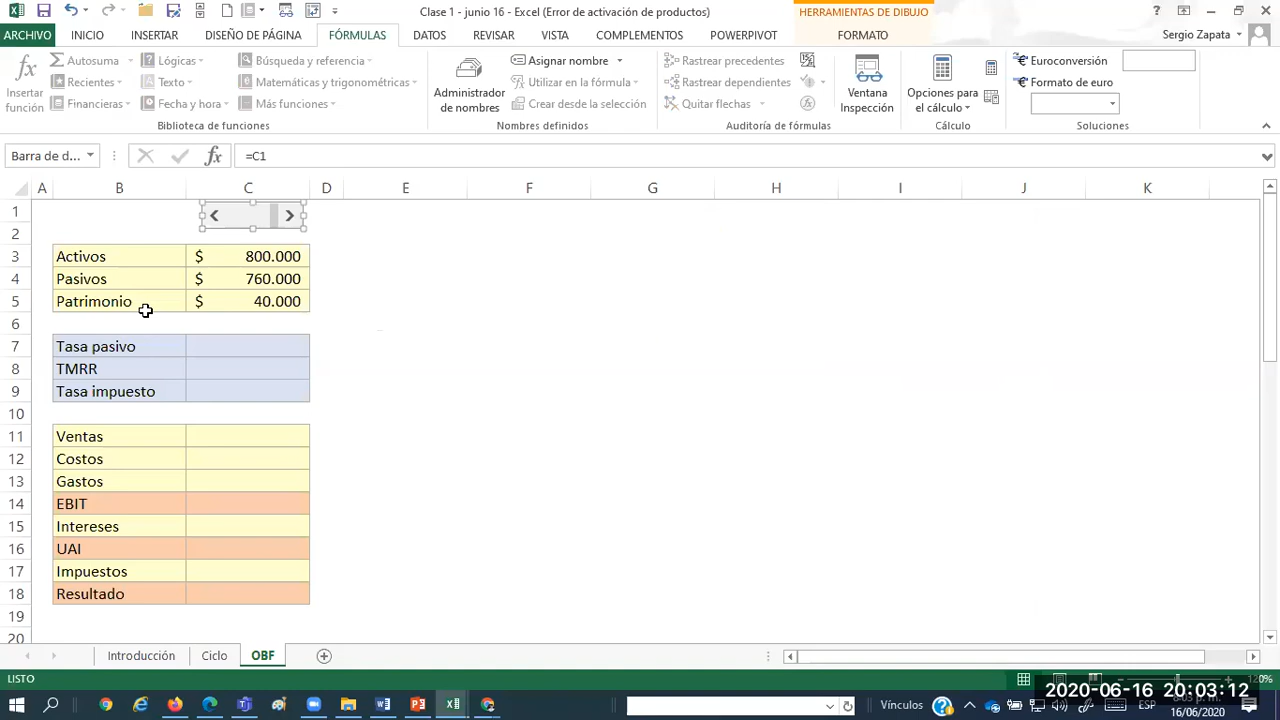 Clase 1 - junio 16 - Excel (Error de activación de productos)
HERRAMIENTAS DE DIBUJO
ARCHIVO INICIO INSERTAR DISEÑO DE PÁGINA FÓRMULAS DATOS REVISAR VISTA COMPLEMENTOS POWERPIVOT FORMATO Sergio Zapata
fx Insertar función
Autosuma
Recientes
Financieras
Lógicas
Texto
Fecha y hora
Búsqueda y referencia
Matemáticas y trigonométricas
Más funciones
Biblioteca de funciones
Administrador de nombres
Asignar nombre
Utilizar en la fórmula
Crear desde la selección
Nombres definidos
Rastrear precedentes
Rastrear dependientes
Quitar flechas
Auditoría de fórmulas
Ventana Inspección
Opciones para el cálculo
Cálculo
Euroconversión
Formato de euro
Soluciones
Barra de d... fx =C1
A B C D E F G H I J K
1
2
3 Activos $ 800.000
4 Pasivos $ 760.000
5 Patrimonio $ 40.000
6
7 Tasa pasivo
8 TMRR
9 Tasa impuesto
10
11 Ventas
12 Costos
13 Gastos
14 EBIT
15 Intereses
16 UAI
17 Impuestos
18 Resultado
19
20
Introducción Ciclo OBF
LISTO
2020-06-16 20:03:12
Vínculos ESP
16/06/2020